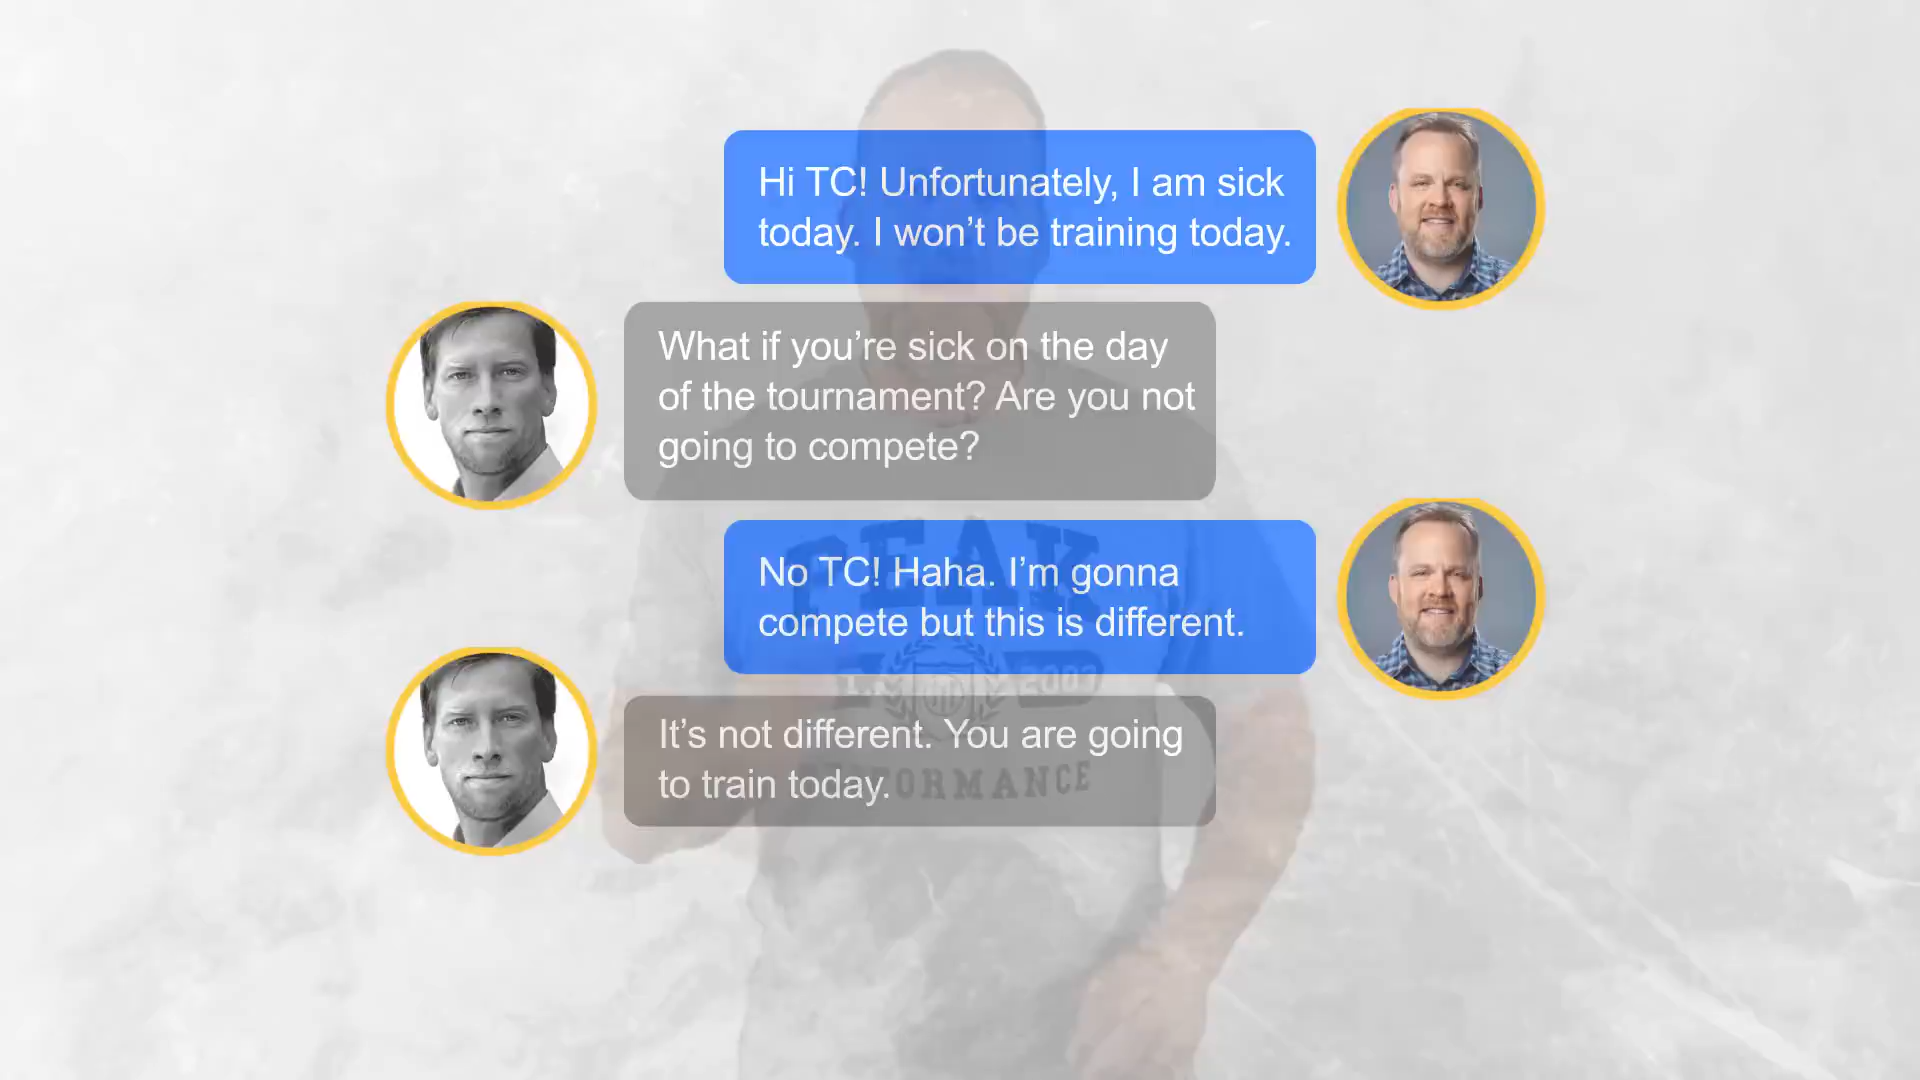 Hi TC! Unfortunately, I am sick
today. I won’t be training today.
What if you’re sick on the day
of the tournament? Are you not
going to compete?
No TC! Haha. I’m gonna
compete but this is different.
PEAK
2003
It’s not different. You are going
to train today.